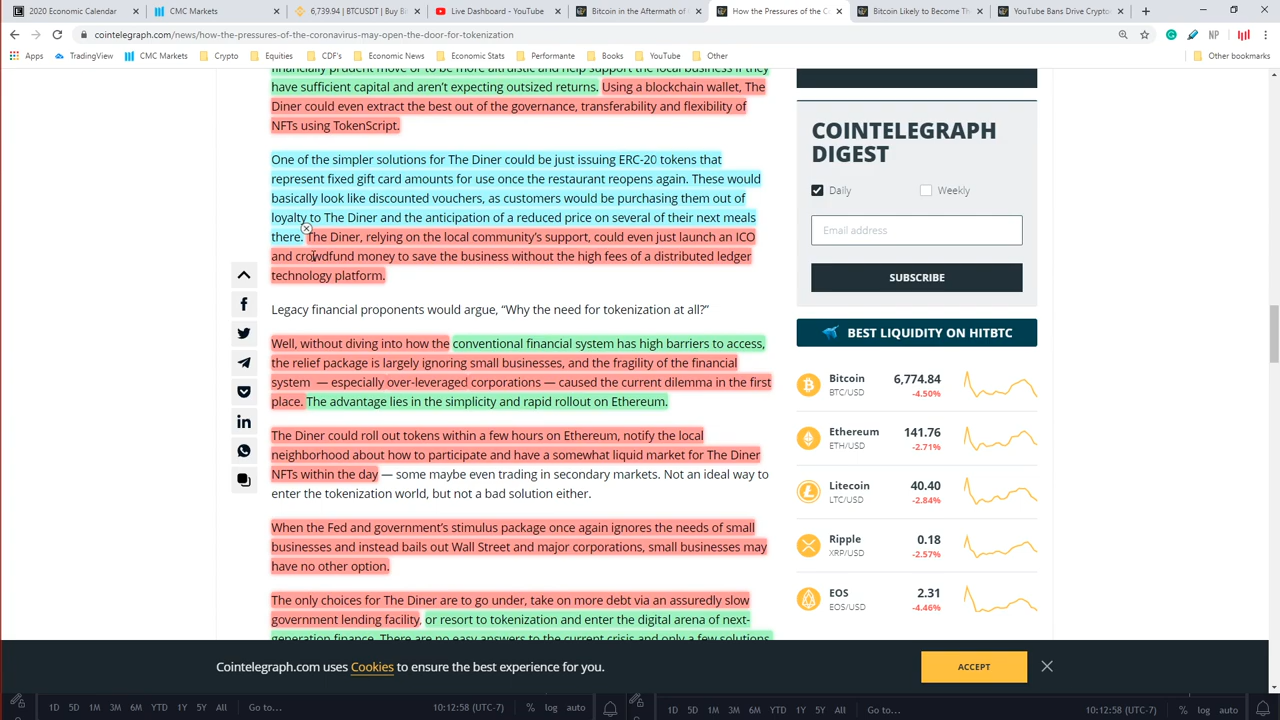 2020 Economic Calendar
CMC Markets
6,739.94 | BTCUSDT | Buy Bi
Live Dashboard - YouTube
Bitcoin in the Aftermath of
How the Pressures of the C
Bitcoin Likely to Become Th
YouTube Bans Drive Crypto
cointelegraph.com/news/how-the-pressures-of-the-coronavirus-may-open-the-door-for-tokenization
NP
Apps
TradingView
CMC Markets
Crypto
Equities
CDF's
Economic News
Economic Stats
Performante
Books
YouTube
Other
Other bookmarks
financially prudent move or to be more altruistic and help support the local business if they
have sufficient capital and aren't expecting outsized returns. Using a blockchain wallet, The
Diner could even extract the best out of the governance, transferability and flexibility of
NFTs using TokenScript.
One of the simpler solutions for The Diner could be just issuing ERC-20 tokens that
represent fixed gift card amounts for use once the restaurant reopens again. These would
basically look like discounted vouchers, as customers would be purchasing them out of
loyalty to The Diner and the anticipation of a reduced price on several of their next meals
there. The Diner, relying on the local community's support, could even just launch an ICO
and crowdfund money to save the business without the high fees of a distributed ledger
technology platform.
Legacy financial proponents would argue, “Why the need for tokenization at all?”
Well, without diving into how the conventional financial system has high barriers to access,
the relief package is largely ignoring small businesses, and the fragility of the financial
system — especially over-leveraged corporations — caused the current dilemma in the first
place. The advantage lies in the simplicity and rapid rollout on Ethereum.
The Diner could roll out tokens within a few hours on Ethereum, notify the local
neighborhood about how to participate and have a somewhat liquid market for The Diner
NFTs within the day — some maybe even trading in secondary markets. Not an ideal way to
enter the tokenization world, but not a bad solution either.
When the Fed and government's stimulus package once again ignores the needs of small
businesses and instead bails out Wall Street and major corporations, small businesses may
have no other option.
The only choices for The Diner are to go under, take on more debt via an assuredly slow
government lending facility, or resort to tokenization and enter the digital arena of next-
generation finance. There are no easy answers to the current crisis and only a few solutions
COINTELEGRAPH
DIGEST
Daily
Weekly
Email address
SUBSCRIBE
BEST LIQUIDITY ON HITBTC
Bitcoin 6,774.84
BTC/USD -4.50%
Ethereum 141.76
ETH/USD -2.71%
Litecoin 40.40
LTC/USD -2.84%
Ripple 0.18
XRP/USD -2.57%
EOS 2.31
EOS/USD -4.46%
Cointelegraph.com uses Cookies to ensure the best experience for you.
ACCEPT
1D 5D 1M 3M 6M YTD 1Y 5Y All Go to... 10:12:58 (UTC-7) % log auto
1D 5D 1M 3M 6M YTD 1Y 5Y All Go to... 10:12:58 (UTC-7) % log auto